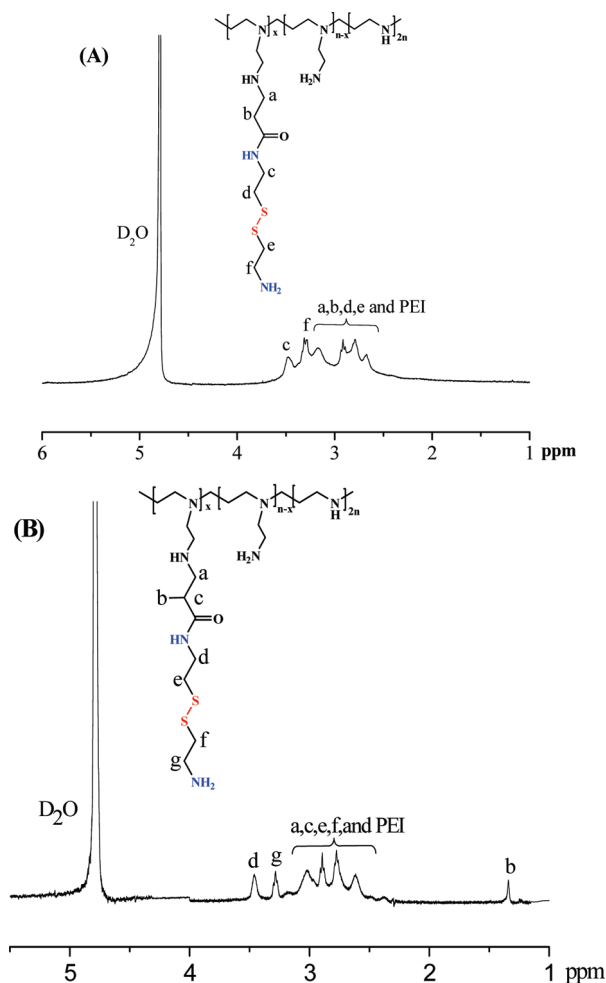 (A)
N x N n-x N H 2n
HN H₂N
a
b
O
HN
c
d
S
S
e
f
NH₂
D₂O
a,b,d,e and PEI
f
c
6 5 4 3 2 1 ppm
(B)
N x N n-x N H 2n
HN H₂N
a
b c
O
HN
d
e
S
S
f
g
NH₂
D₂O
a,c,e,f,and PEI
d g b
5 4 3 2 1 ppm